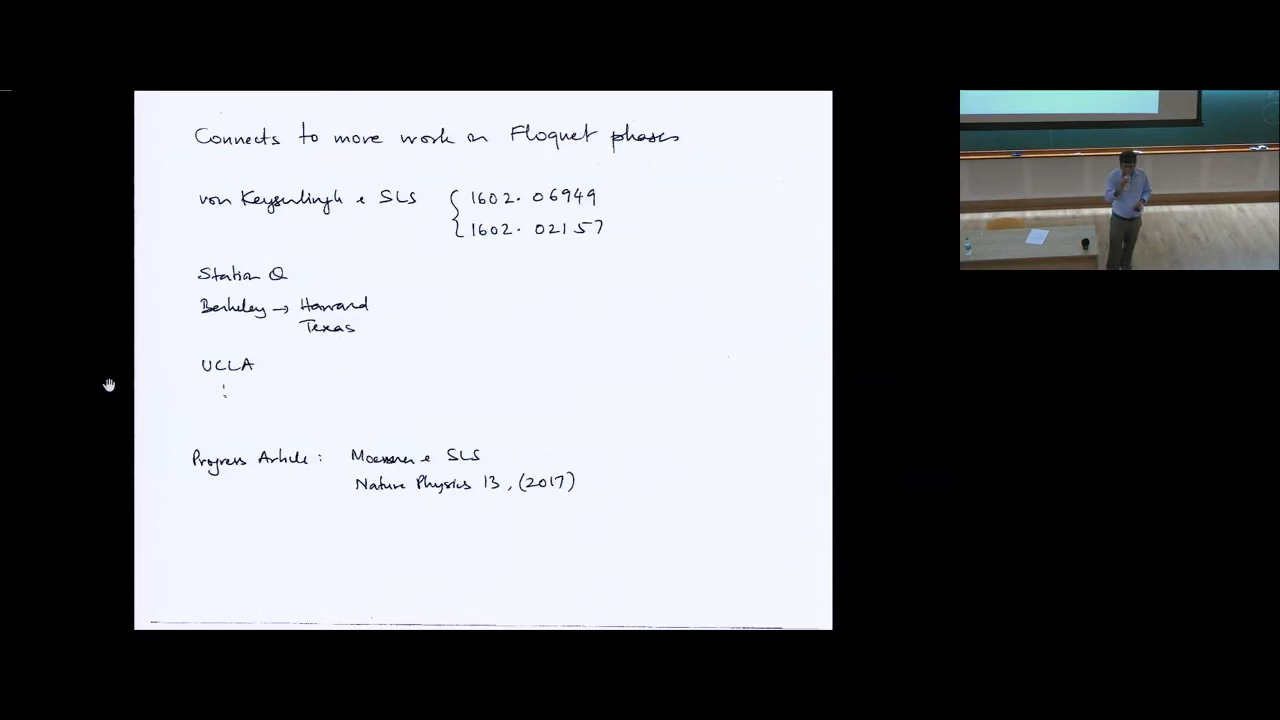 Connects to more work on Floquet phases
von Keyserlingk & SLS { 1602.06949
1602.02157
Station Q
Berkeley → Harvard
Texas
UCLA
⋮
Progress Article : Moessner & SLS
Nature Physics 13, (2017)